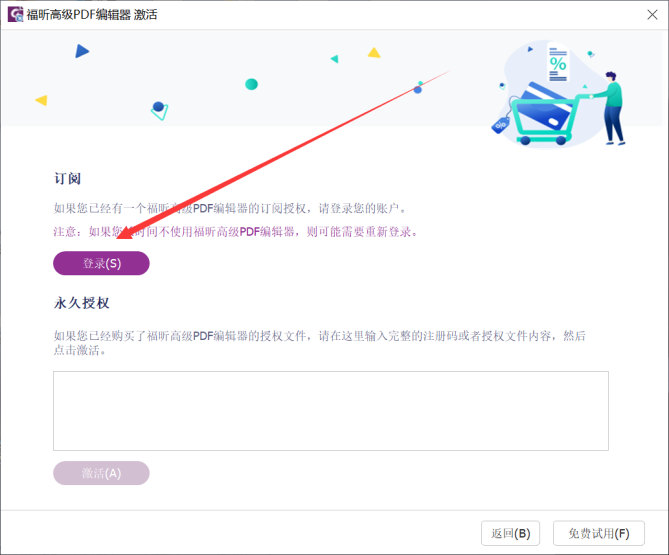 福昕高级PDF编辑器 激活
%
%
订阅
如果您已经有一个福昕高级PDF编辑器的订阅授权，请登录您的账户。
注意：如果您 时间不使用福昕高级PDF编辑器，则可能需要重新登录。
登录(S)
永久授权
如果您已经购买了福昕高级PDF编辑器的授权文件，请在这里输入完整的注册码或者授权文件内容，然后
点击激活。
激活(A)
返回(B)
免费试用(F)